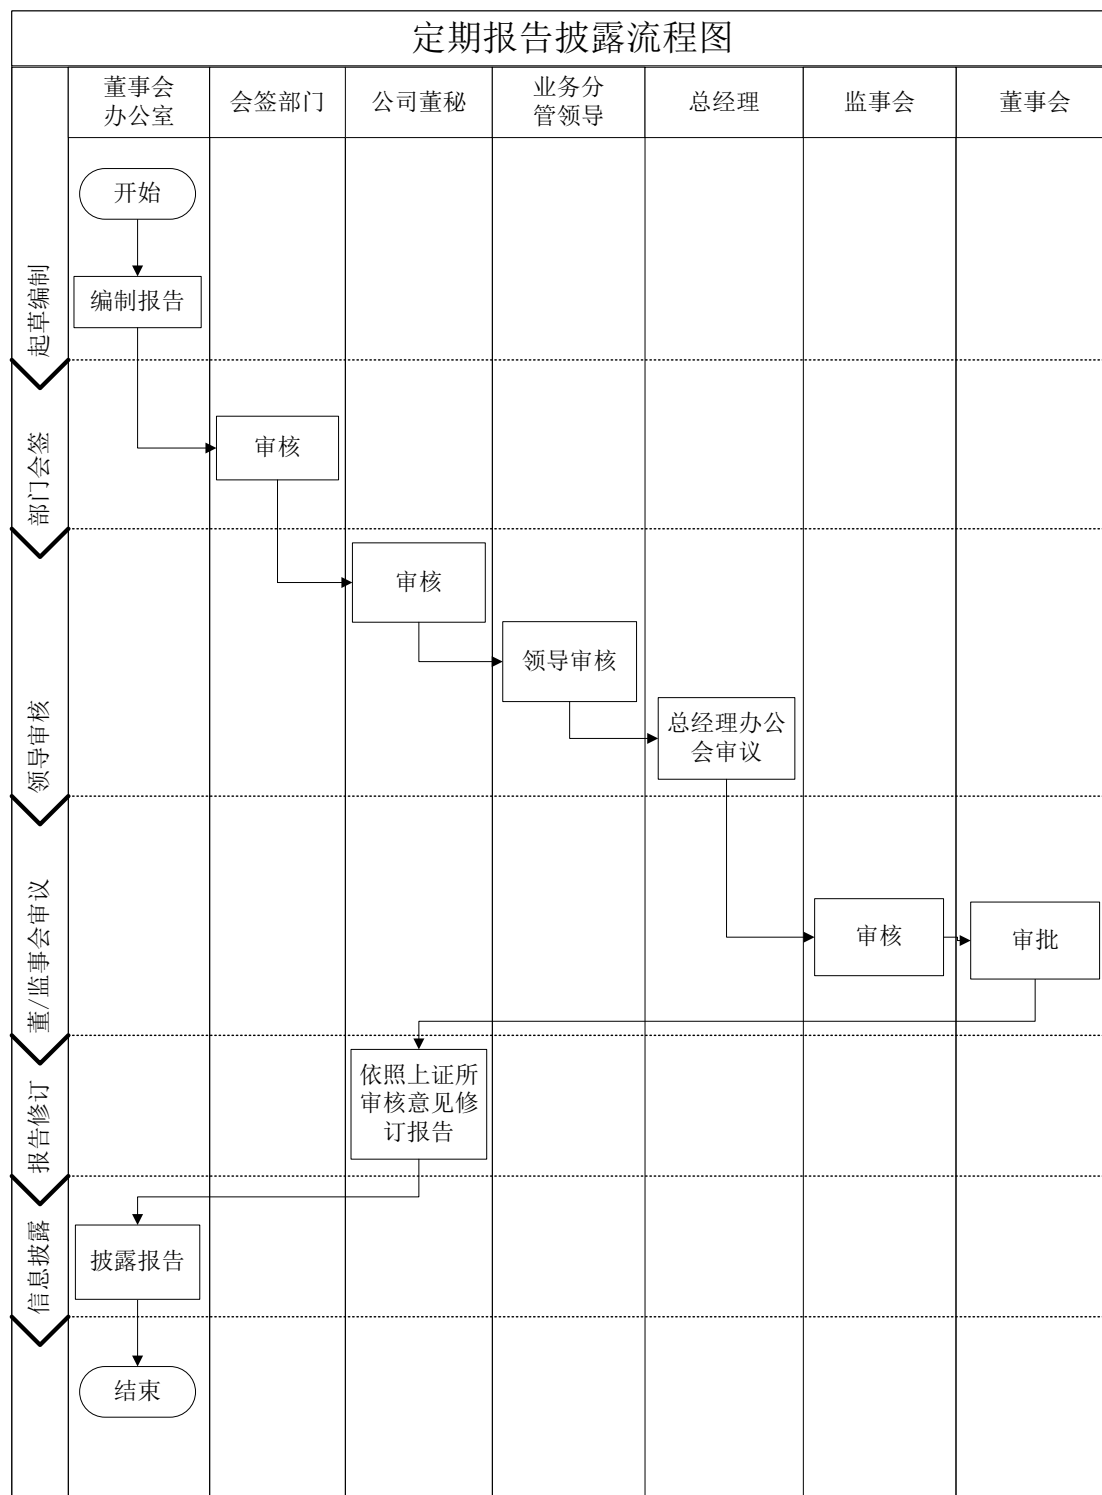 定期报告披露流程图
董事会
办公室
会签部门
公司董秘
业务分
管领导
总经理
监事会
董事会
起草编制
开始
编制报告
部门会签
审核
领导审核
审核
领导审核
总经理办公
会审议
董/监事会审议
审核
审批
报告修订
依照上证所
审核意见修
订报告
信息披露
披露报告
结束